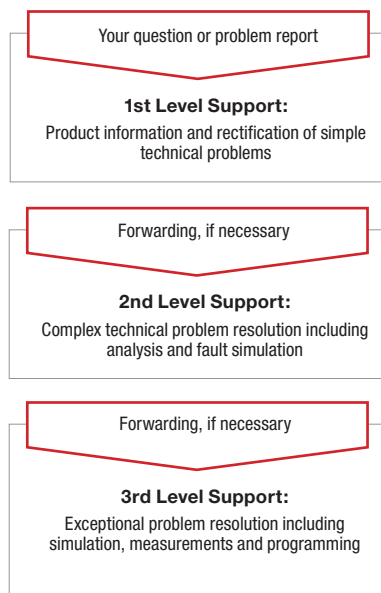 Your question or problem report
1st Level Support:
Product information and rectification of simple
technical problems
Forwarding, if necessary
2nd Level Support:
Complex technical problem resolution including
analysis and fault simulation
Forwarding, if necessary
3rd Level Support:
Exceptional problem resolution including
simulation, measurements and programming